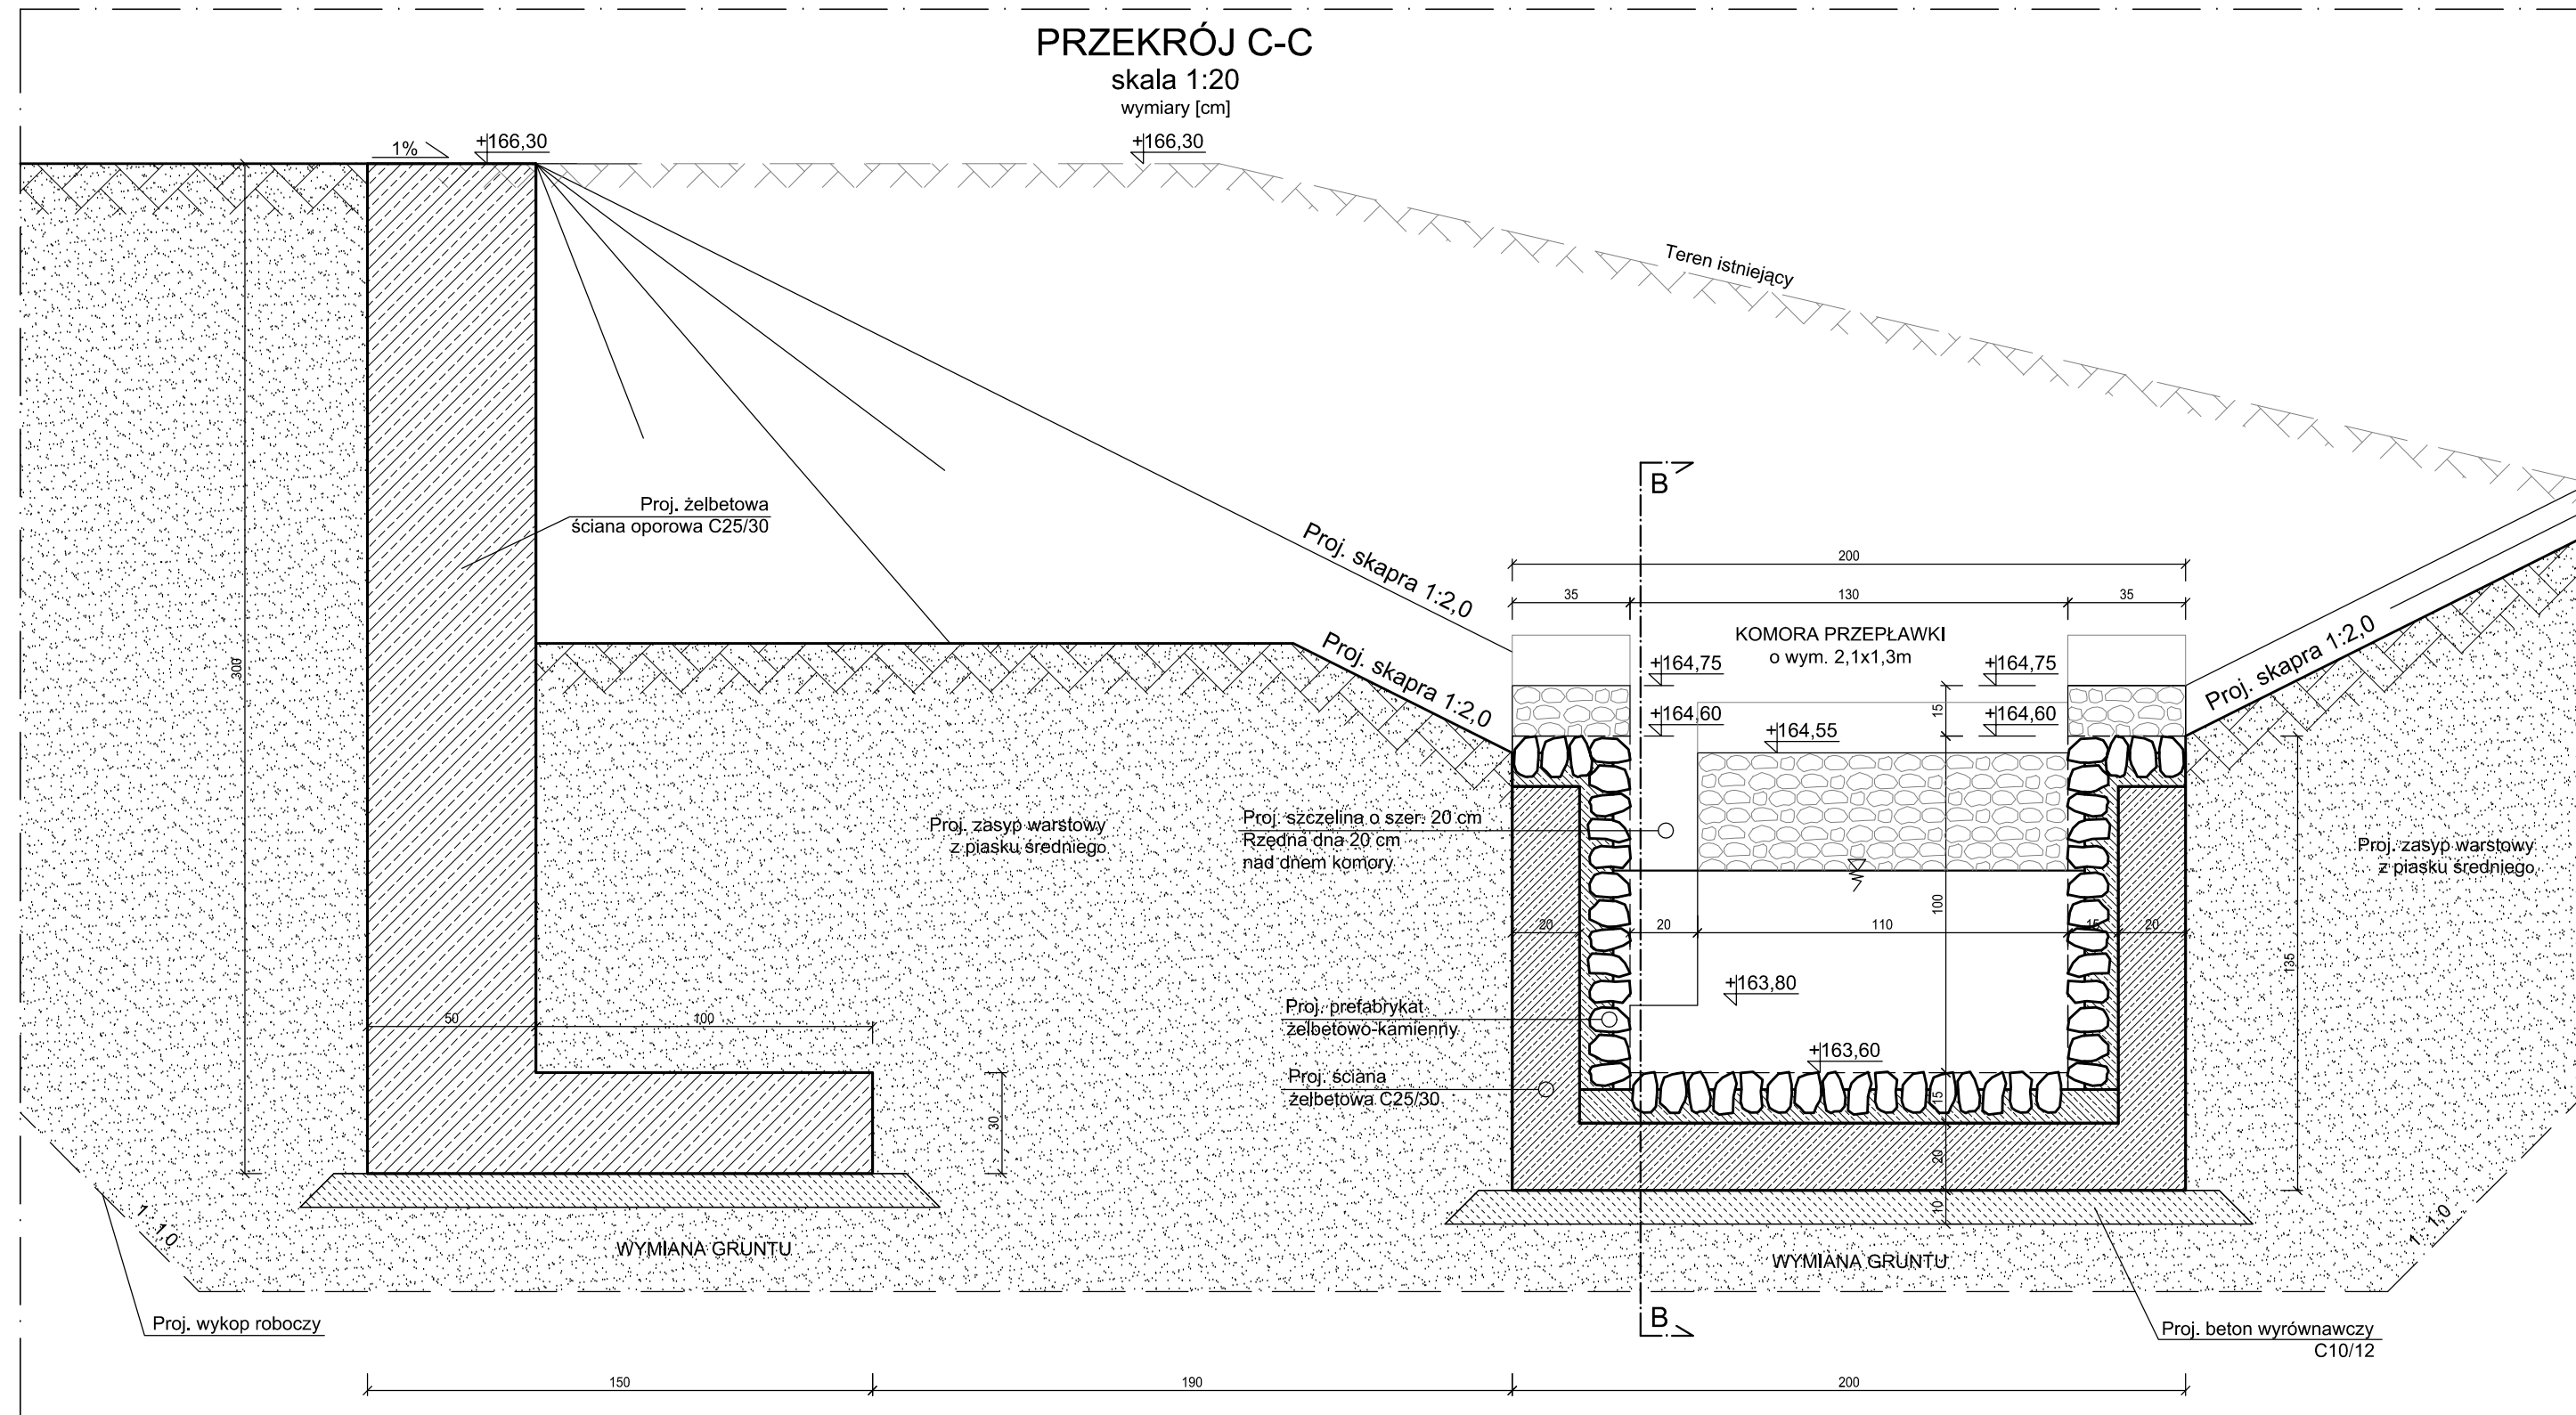 PRZEKRÓJ C-C
skala 1:20
wymiary [cm]
1%
+166,30
+166,30
Teren istniejący
B
Proj. żelbetowa
ściana oporowa C25/30
Proj. skapra 1:2,0
200
35
130
35
KOMORA PRZEPŁAWKI
o wym. 2,1x1,3m
Proj. skapra 1:2,0
Proj. skapra 1:2,0
300
+164,75
+164,75
+164,60
15
+164,60
+164,55
Proj. zasyp warstowy
z piasku średniego
Proj. szczelina o szer. 20 cm
Rzędna dna 20 cm
nad dnem komory
Proj. zasyp warstowy
z piasku średniego
100
20
20
110
15
20
135
+163,80
Proj. prefabrykat
żelbetowo-kamienny
50
100
+163,60
Proj. ściana
żelbetowa C25/30
15
30
20
10
1:1,0
1:1,0
WYMIANA GRUNTU
WYMIANA GRUNTU
Proj. wykop roboczy
B
Proj. beton wyrównawczy
C10/12
150
190
200